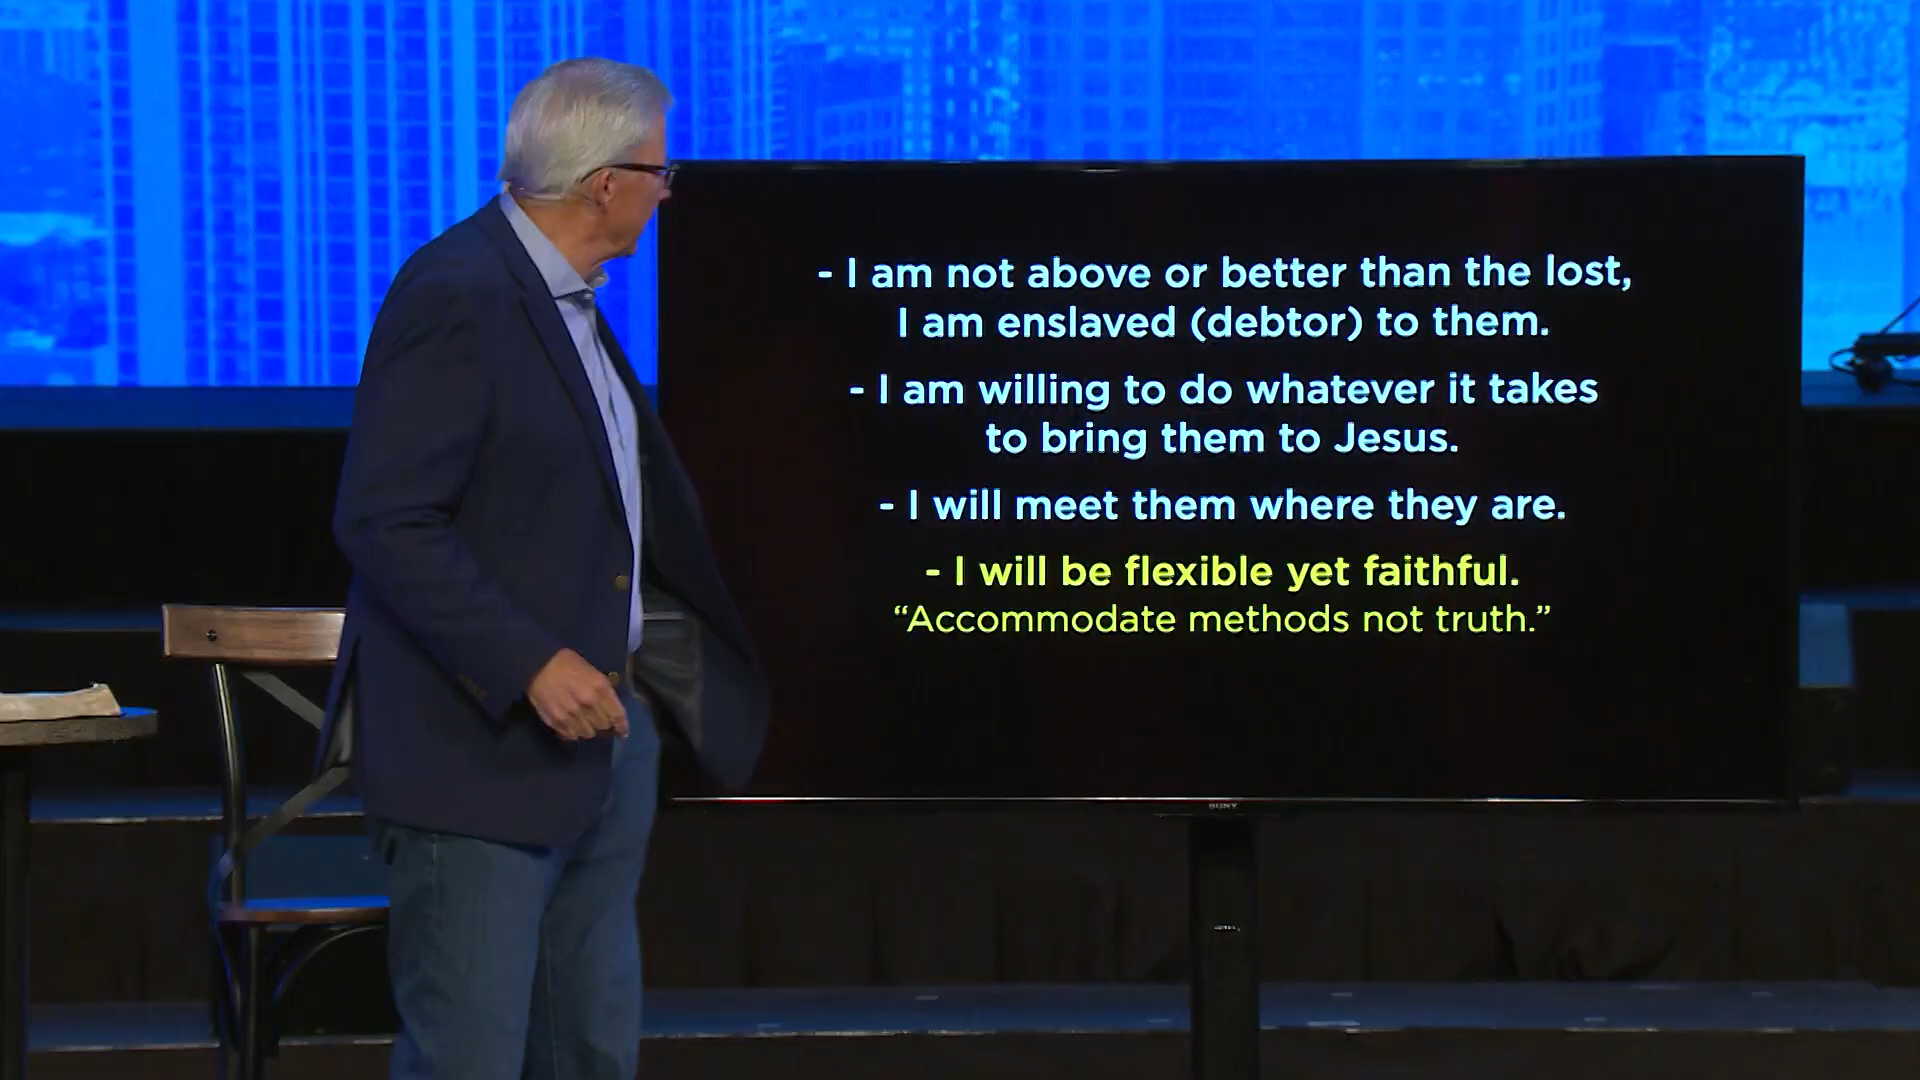 - I am not above or better than the lost,
I am enslaved (debtor) to them.
- I am willing to do whatever it takes
to bring them to Jesus.
- I will meet them where they are.
- I will be flexible yet faithful.
“Accommodate methods not truth.”
SONY